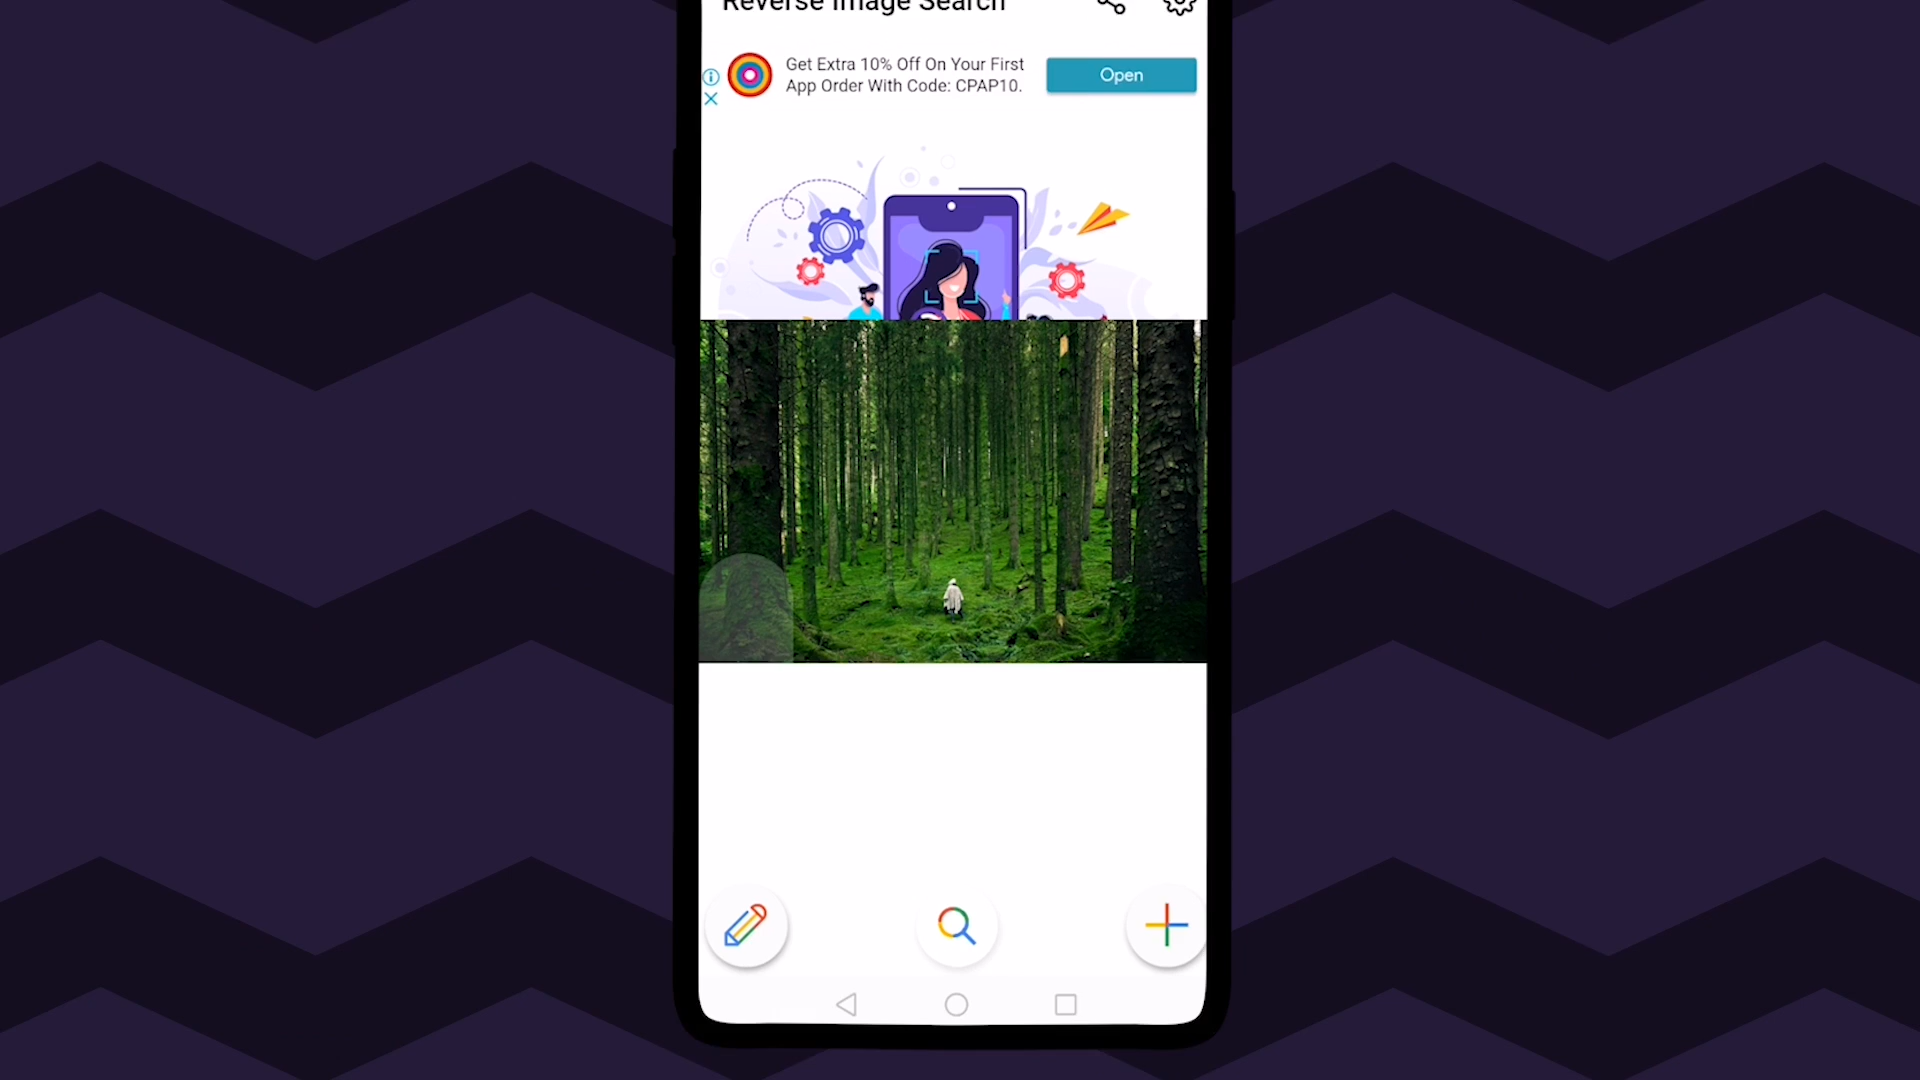 Reverse Image Search
Get Extra 10% Off On Your First
App Order With Code: CPAP10.
Open